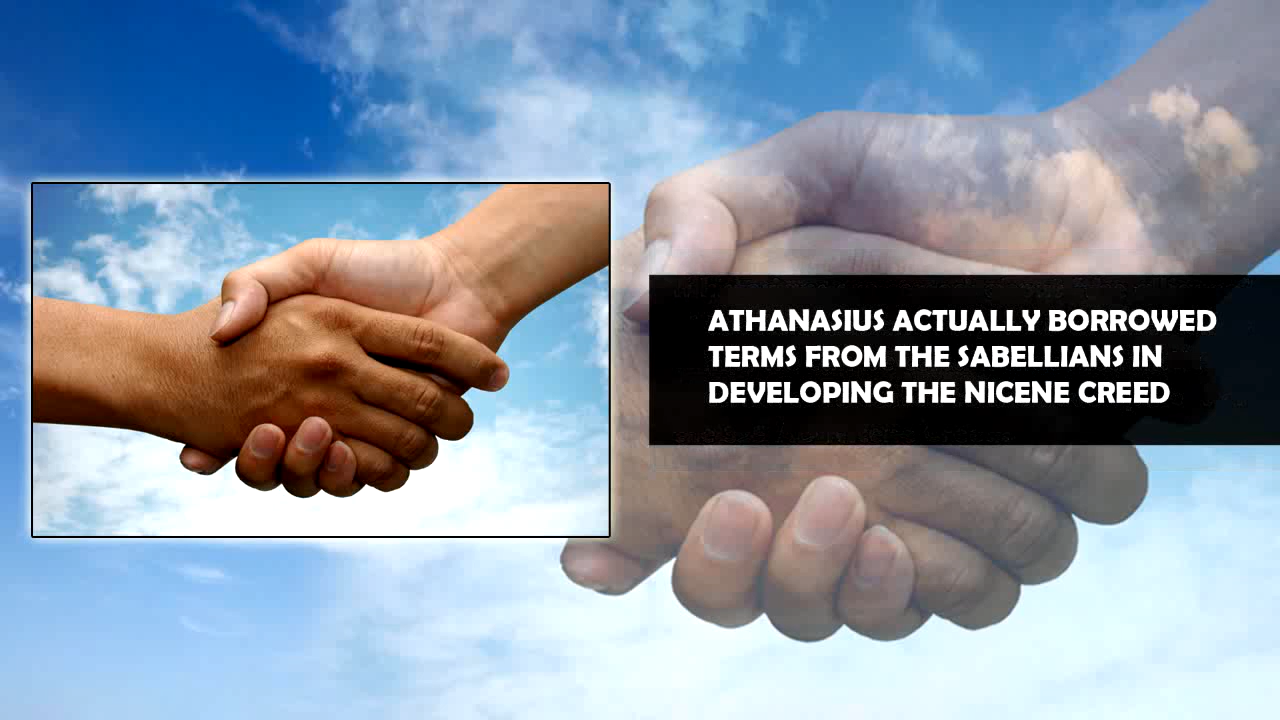 ATHANASIUS ACTUALLY BORROWED
TERMS FROM THE SABELLIANS IN
DEVELOPING THE NICENE CREED